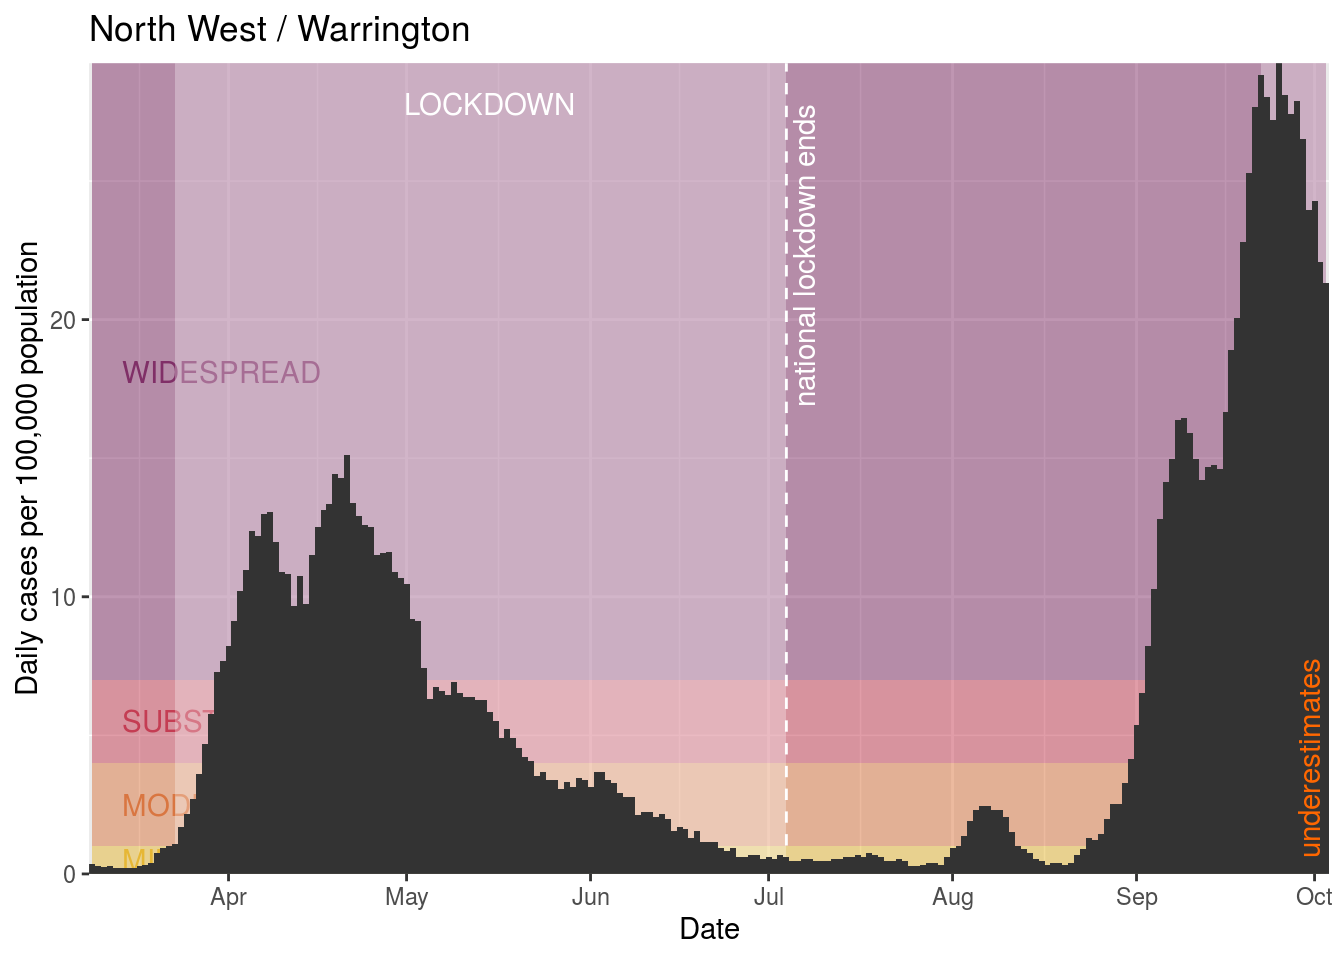 North West / Warrington
LOCKDOWN
national lockdown ends
WIDESPREAD
SUBST
MOD
MI
underestimates
Daily cases per 100,000 population
20
10
0
Apr
May
Jun
Jul
Aug
Sep
Oct
Date